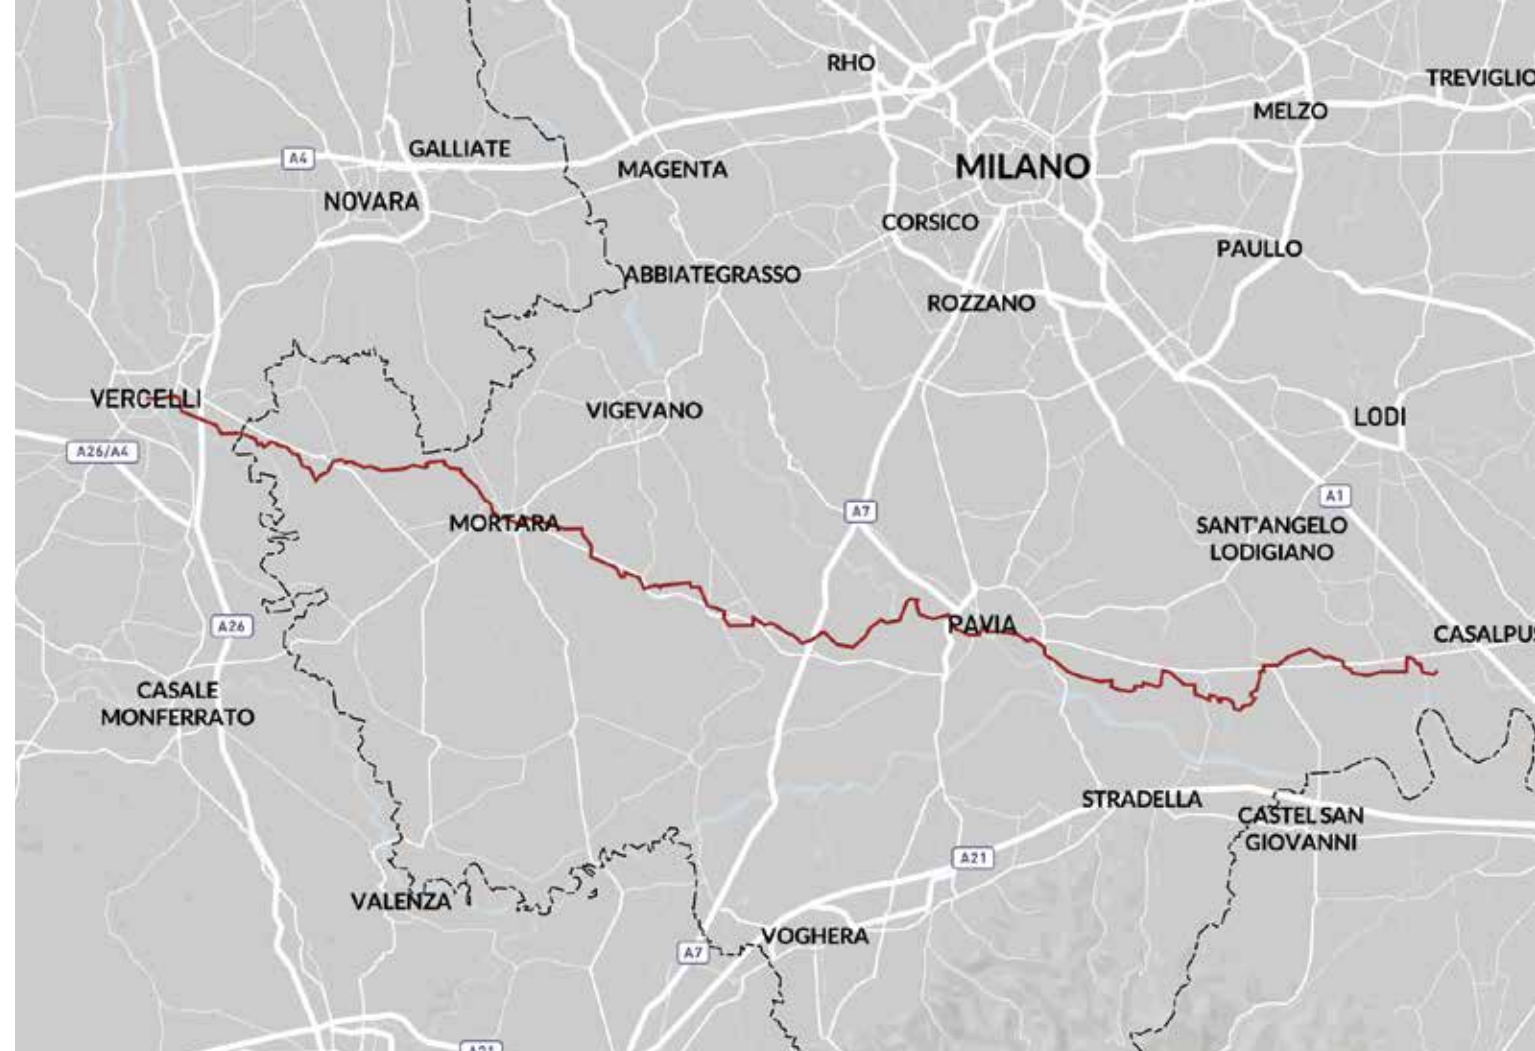 RHO
TREVIGLIO
MELZO
GALLIATE
A4
MAGENTA
MILANO
NOVARA
CORSICO
PAULLO
ABBIATEGRASSO
ROZZANO
VERCELLI
VIGEVANO
LODI
A26/A4
A1
A7
MORTARA
SANT'ANGELO
LODIGIANO
A26
PAVIA
CASALPUS
CASALE
MONFERRATO
STRADELLA
CASTEL SAN
GIOVANNI
A21
VALENZA
VOGHERA
A7